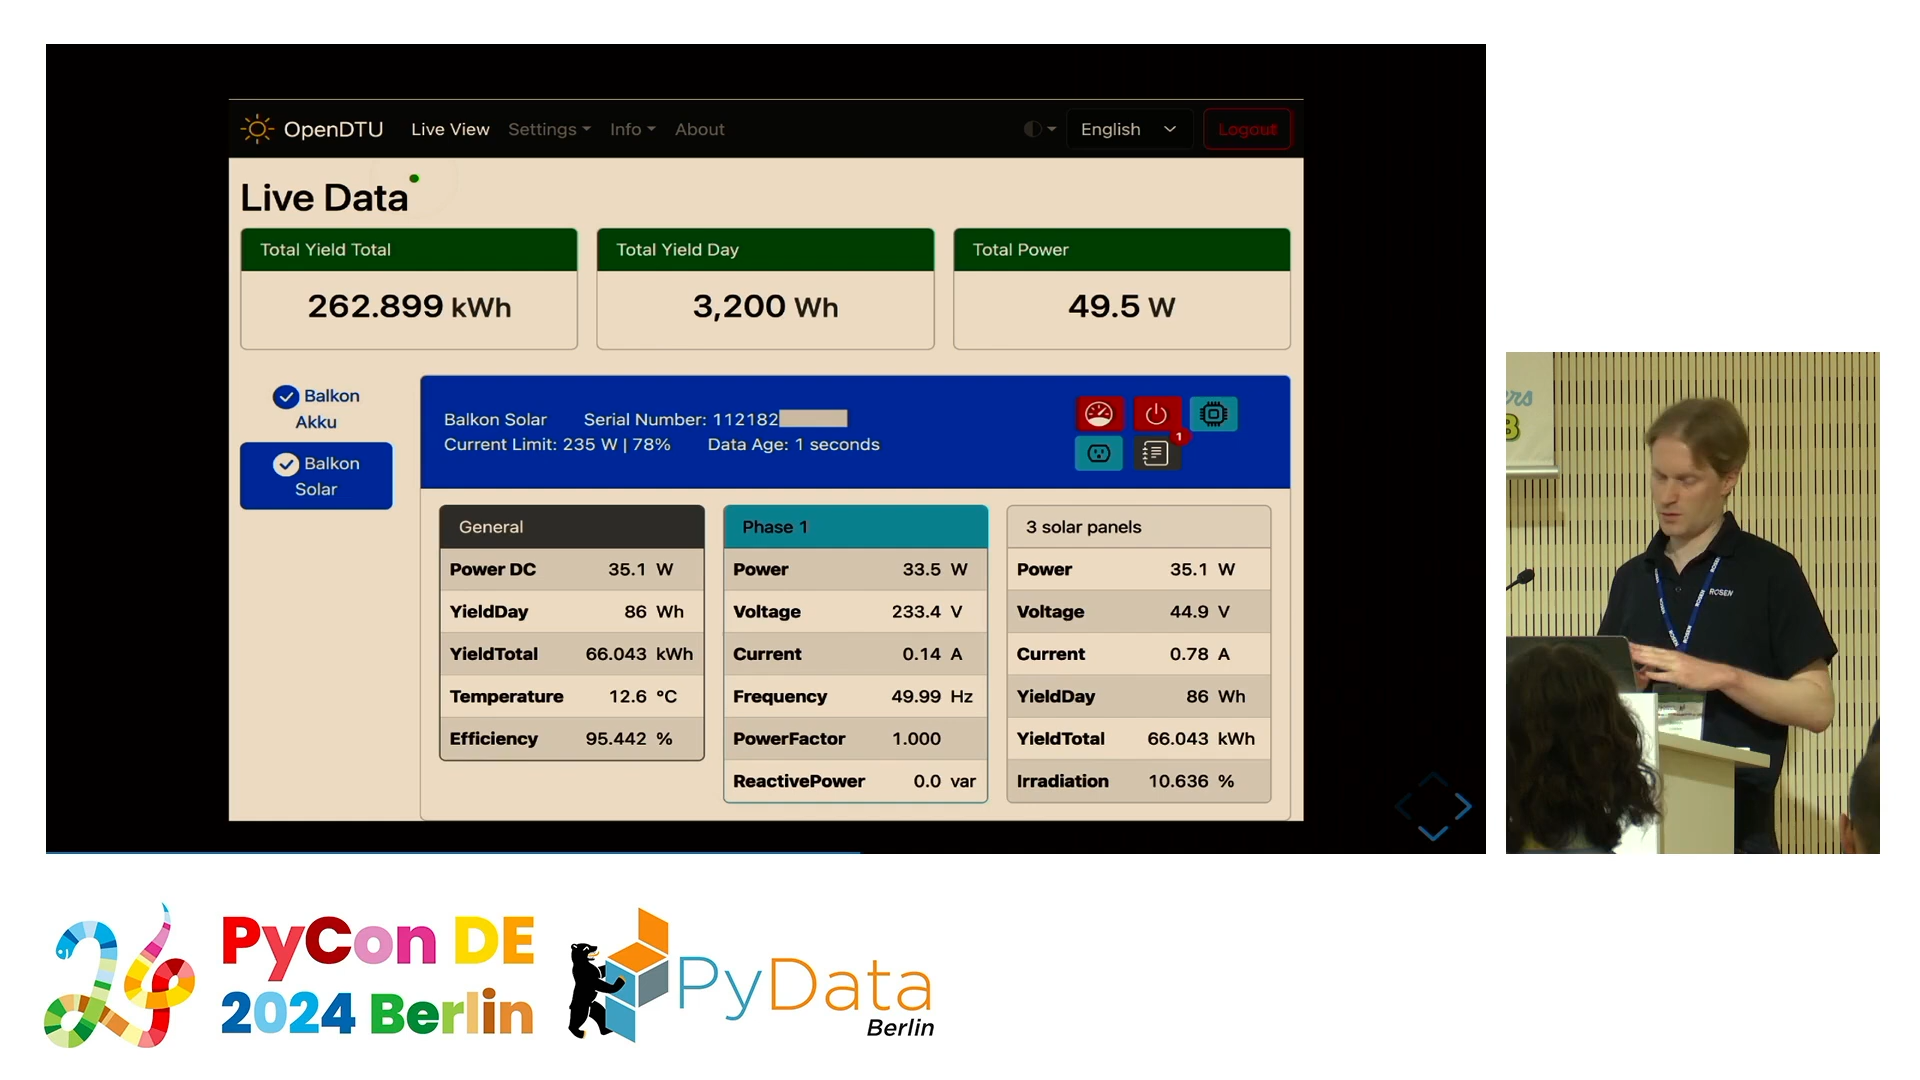 OpenDTU Live View Settings Info About English Logout
Live Data
Total Yield Total
262.899 kWh
Total Yield Day
3,200 Wh
Total Power
49.5 W
Balkon
Akku
Balkon
Solar
Balkon Solar Serial Number: 112182
Current Limit: 235 W | 78% Data Age: 1 seconds
1
General
Power DC 35.1 W
YieldDay 86 Wh
YieldTotal 66.043 kWh
Temperature 12.6 °C
Efficiency 95.442 %
Phase 1
Power 33.5 W
Voltage 233.4 V
Current 0.14 A
Frequency 49.99 Hz
PowerFactor 1.000
ReactivePower 0.0 var
3 solar panels
Power 35.1 W
Voltage 44.9 V
Current 0.78 A
YieldDay 86 Wh
YieldTotal 66.043 kWh
Irradiation 10.636 %
ROSEN
PyCon DE
2024 Berlin
PyData
Berlin